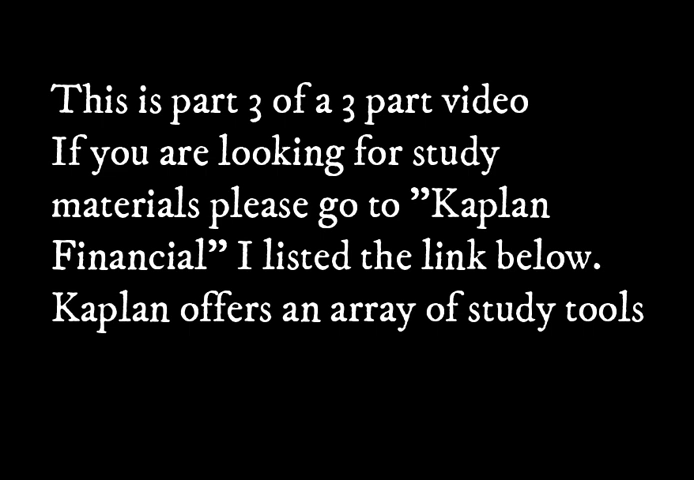 This is part 3 of a 3 part video
If you are looking for study
materials please go to ”Kaplan
Financial” I listed the link below.
Kaplan offers an array of study tools